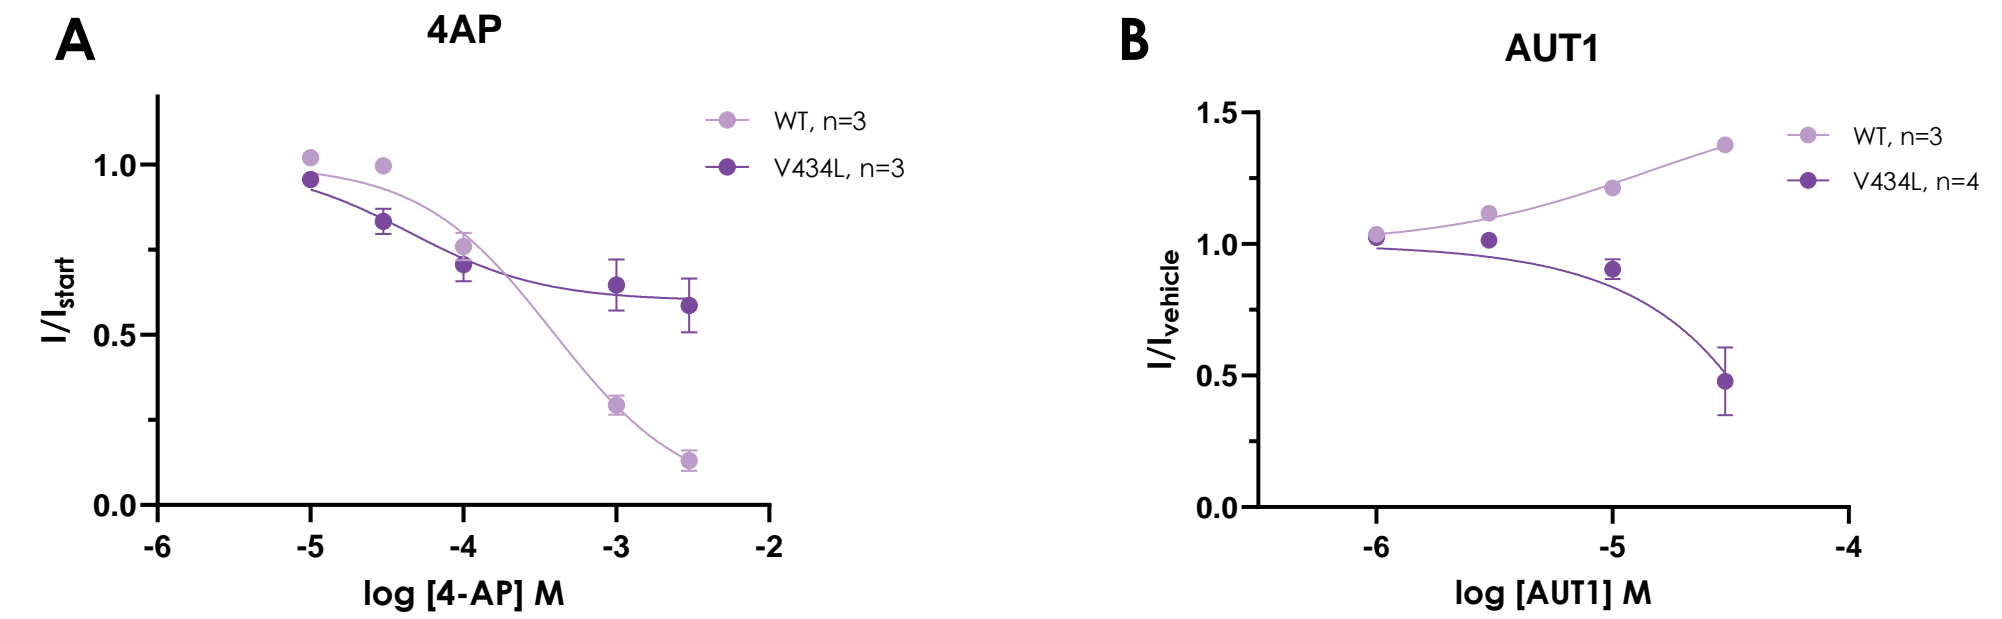 A
4AP
WT, n=3
V434L, n=3
1.0
0.5
0.0
I/Istart
-6
-5
-4
-3
-2
log [4-AP] M
B
AUT1
WT, n=3
V434L, n=4
1.5
1.0
0.5
0.0
I/Ivehicle
-6
-5
-4
log [AUT1] M